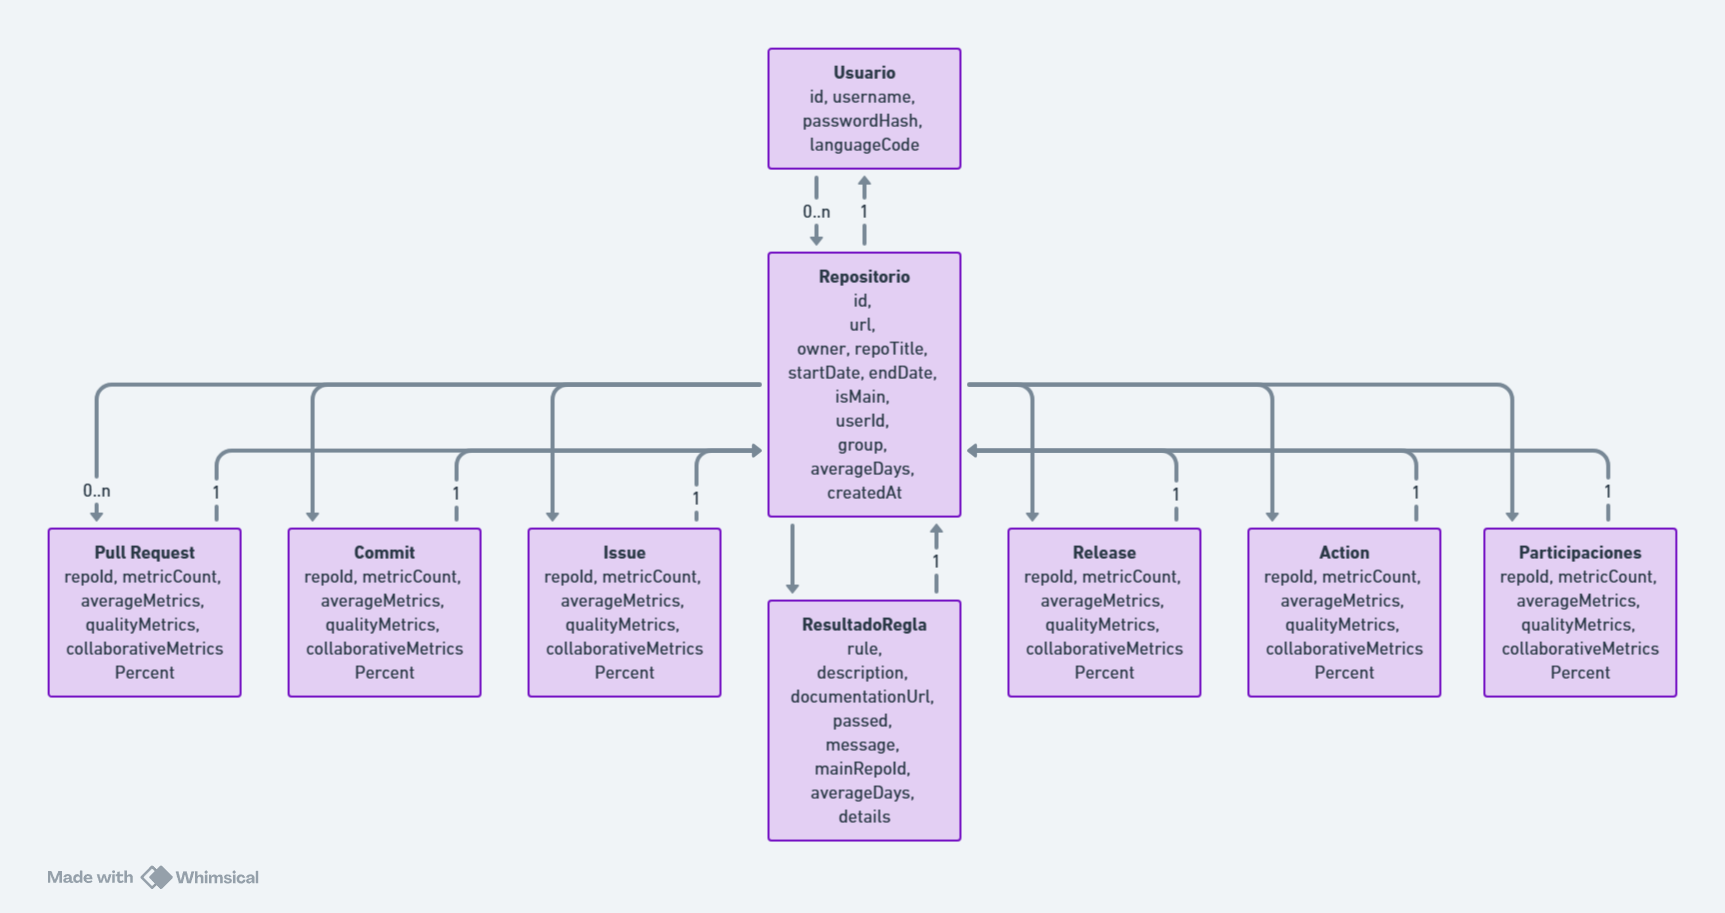 Usuario
id, username,
passwordHash,
languageCode
0..n
1
Repositorio
id,
url,
owner, repoTitle,
startDate, endDate,
isMain,
userId,
group,
averageDays,
createdAt
0..n
1
1
1
1
1
1
1
Pull Request
repoId, metricCount,
averageMetrics,
qualityMetrics,
collaborativeMetrics
Percent
Commit
repoId, metricCount,
averageMetrics,
qualityMetrics,
collaborativeMetrics
Percent
Issue
repoId, metricCount,
averageMetrics,
qualityMetrics,
collaborativeMetrics
Percent
ResultadoRegla
rule,
description,
documentationUrl,
passed,
message,
mainRepoId,
averageDays,
details
Release
repoId, metricCount,
averageMetrics,
qualityMetrics,
collaborativeMetrics
Percent
Action
repoId, metricCount,
averageMetrics,
qualityMetrics,
collaborativeMetrics
Percent
Participaciones
repoId, metricCount,
averageMetrics,
qualityMetrics,
collaborativeMetrics
Percent
Made with Whimsical